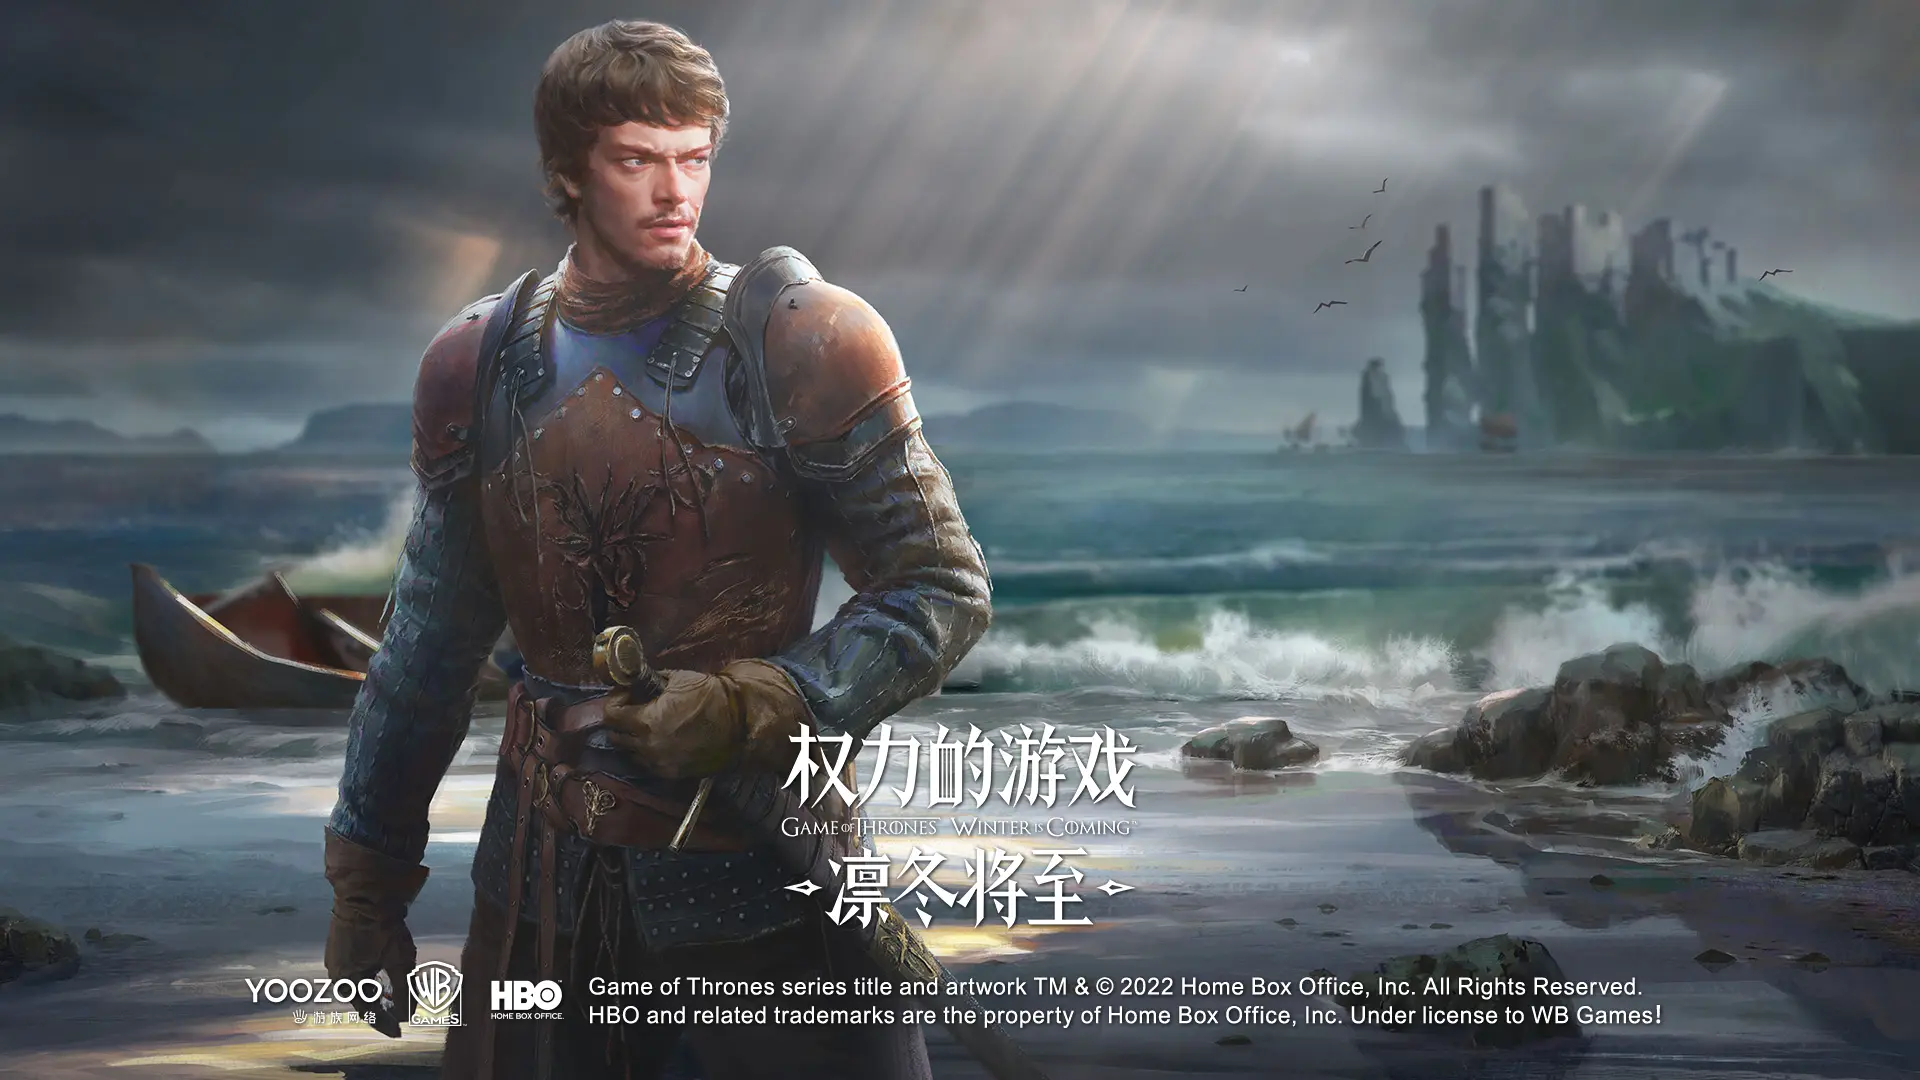 权力的游戏
GAME OF THRONES WINTER IS COMING™
凛冬将至
YOOZOO
游族网络
WB
GAMES™
HBO
HOME BOX OFFICE.
Game of Thrones series title and artwork TM & © 2022 Home Box Office, Inc. All Rights Reserved.
HBO and related trademarks are the property of Home Box Office, Inc. Under license to WB Games!